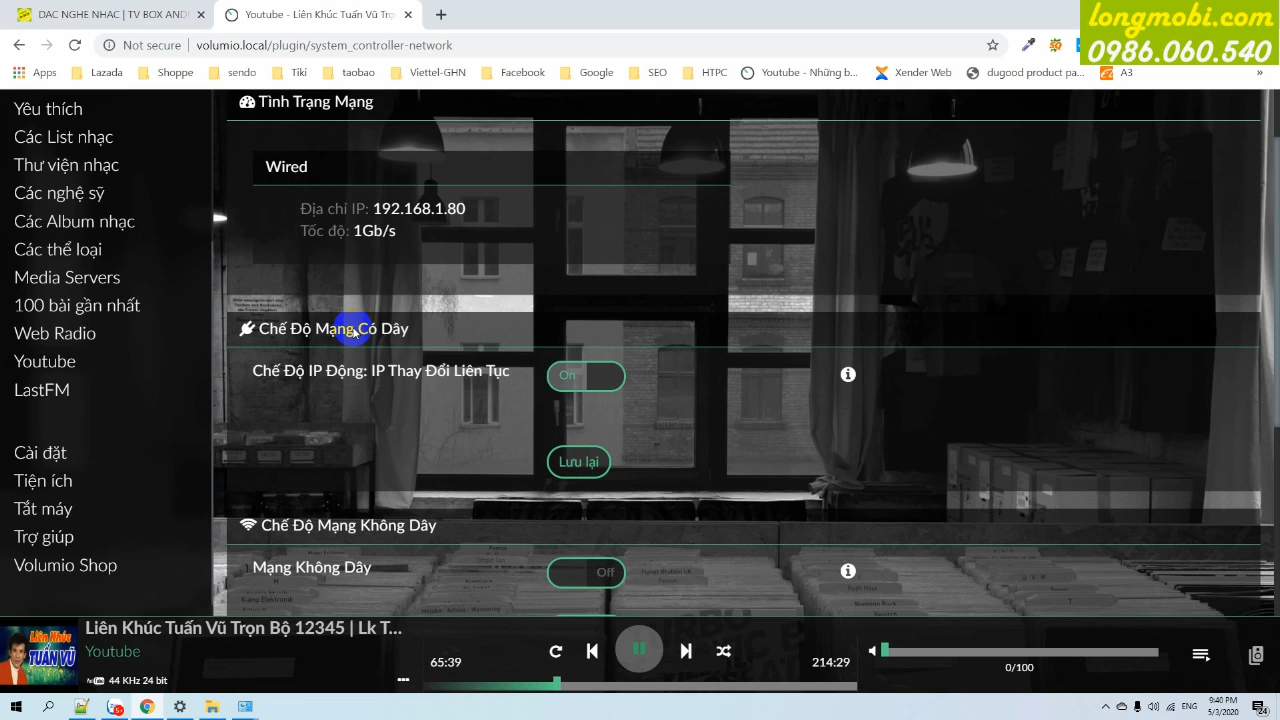 DAC NGHE NHẠC | TV BOX ANDR
Youtube - Liên Khúc Tuấn Vũ Trọ
longmobi.com
0986.060.540
Not secure | volumio.local/plugin/system_controller-network
Apps Lazada Shoppe sendo Tiki taobao Viettel-GHN Facebook Google SEO HTPC Youtube - Những b... Xender Web dugood product pa... A3 »
Yêu thích
Các List nhạc
Thư viện nhạc
Các nghệ sỹ
Các Album nhạc
Các thể loại
Media Servers
100 bài gần nhất
Web Radio
Youtube
LastFM
Cài đặt
Tiện ích
Tắt máy
Trợ giúp
Volumio Shop
Tình Trạng Mạng
Wired
Địa chỉ IP: 192.168.1.80
Tốc độ: 1Gb/s
Chế Độ Mạng Có Dây
Chế Độ IP Động: IP Thay Đổi Liên Tục On
Lưu lại
Chế Độ Mạng Không Dây
Mạng Không Dây Off
Liên Khúc
TUẤN VŨ
Liên Khúc Tuấn Vũ Trọn Bộ 12345 | Lk T...
Youtube
44 KHz 24 bit
65:39
214:29
0/100
ENG
9:40 PM
5/3/2020
24